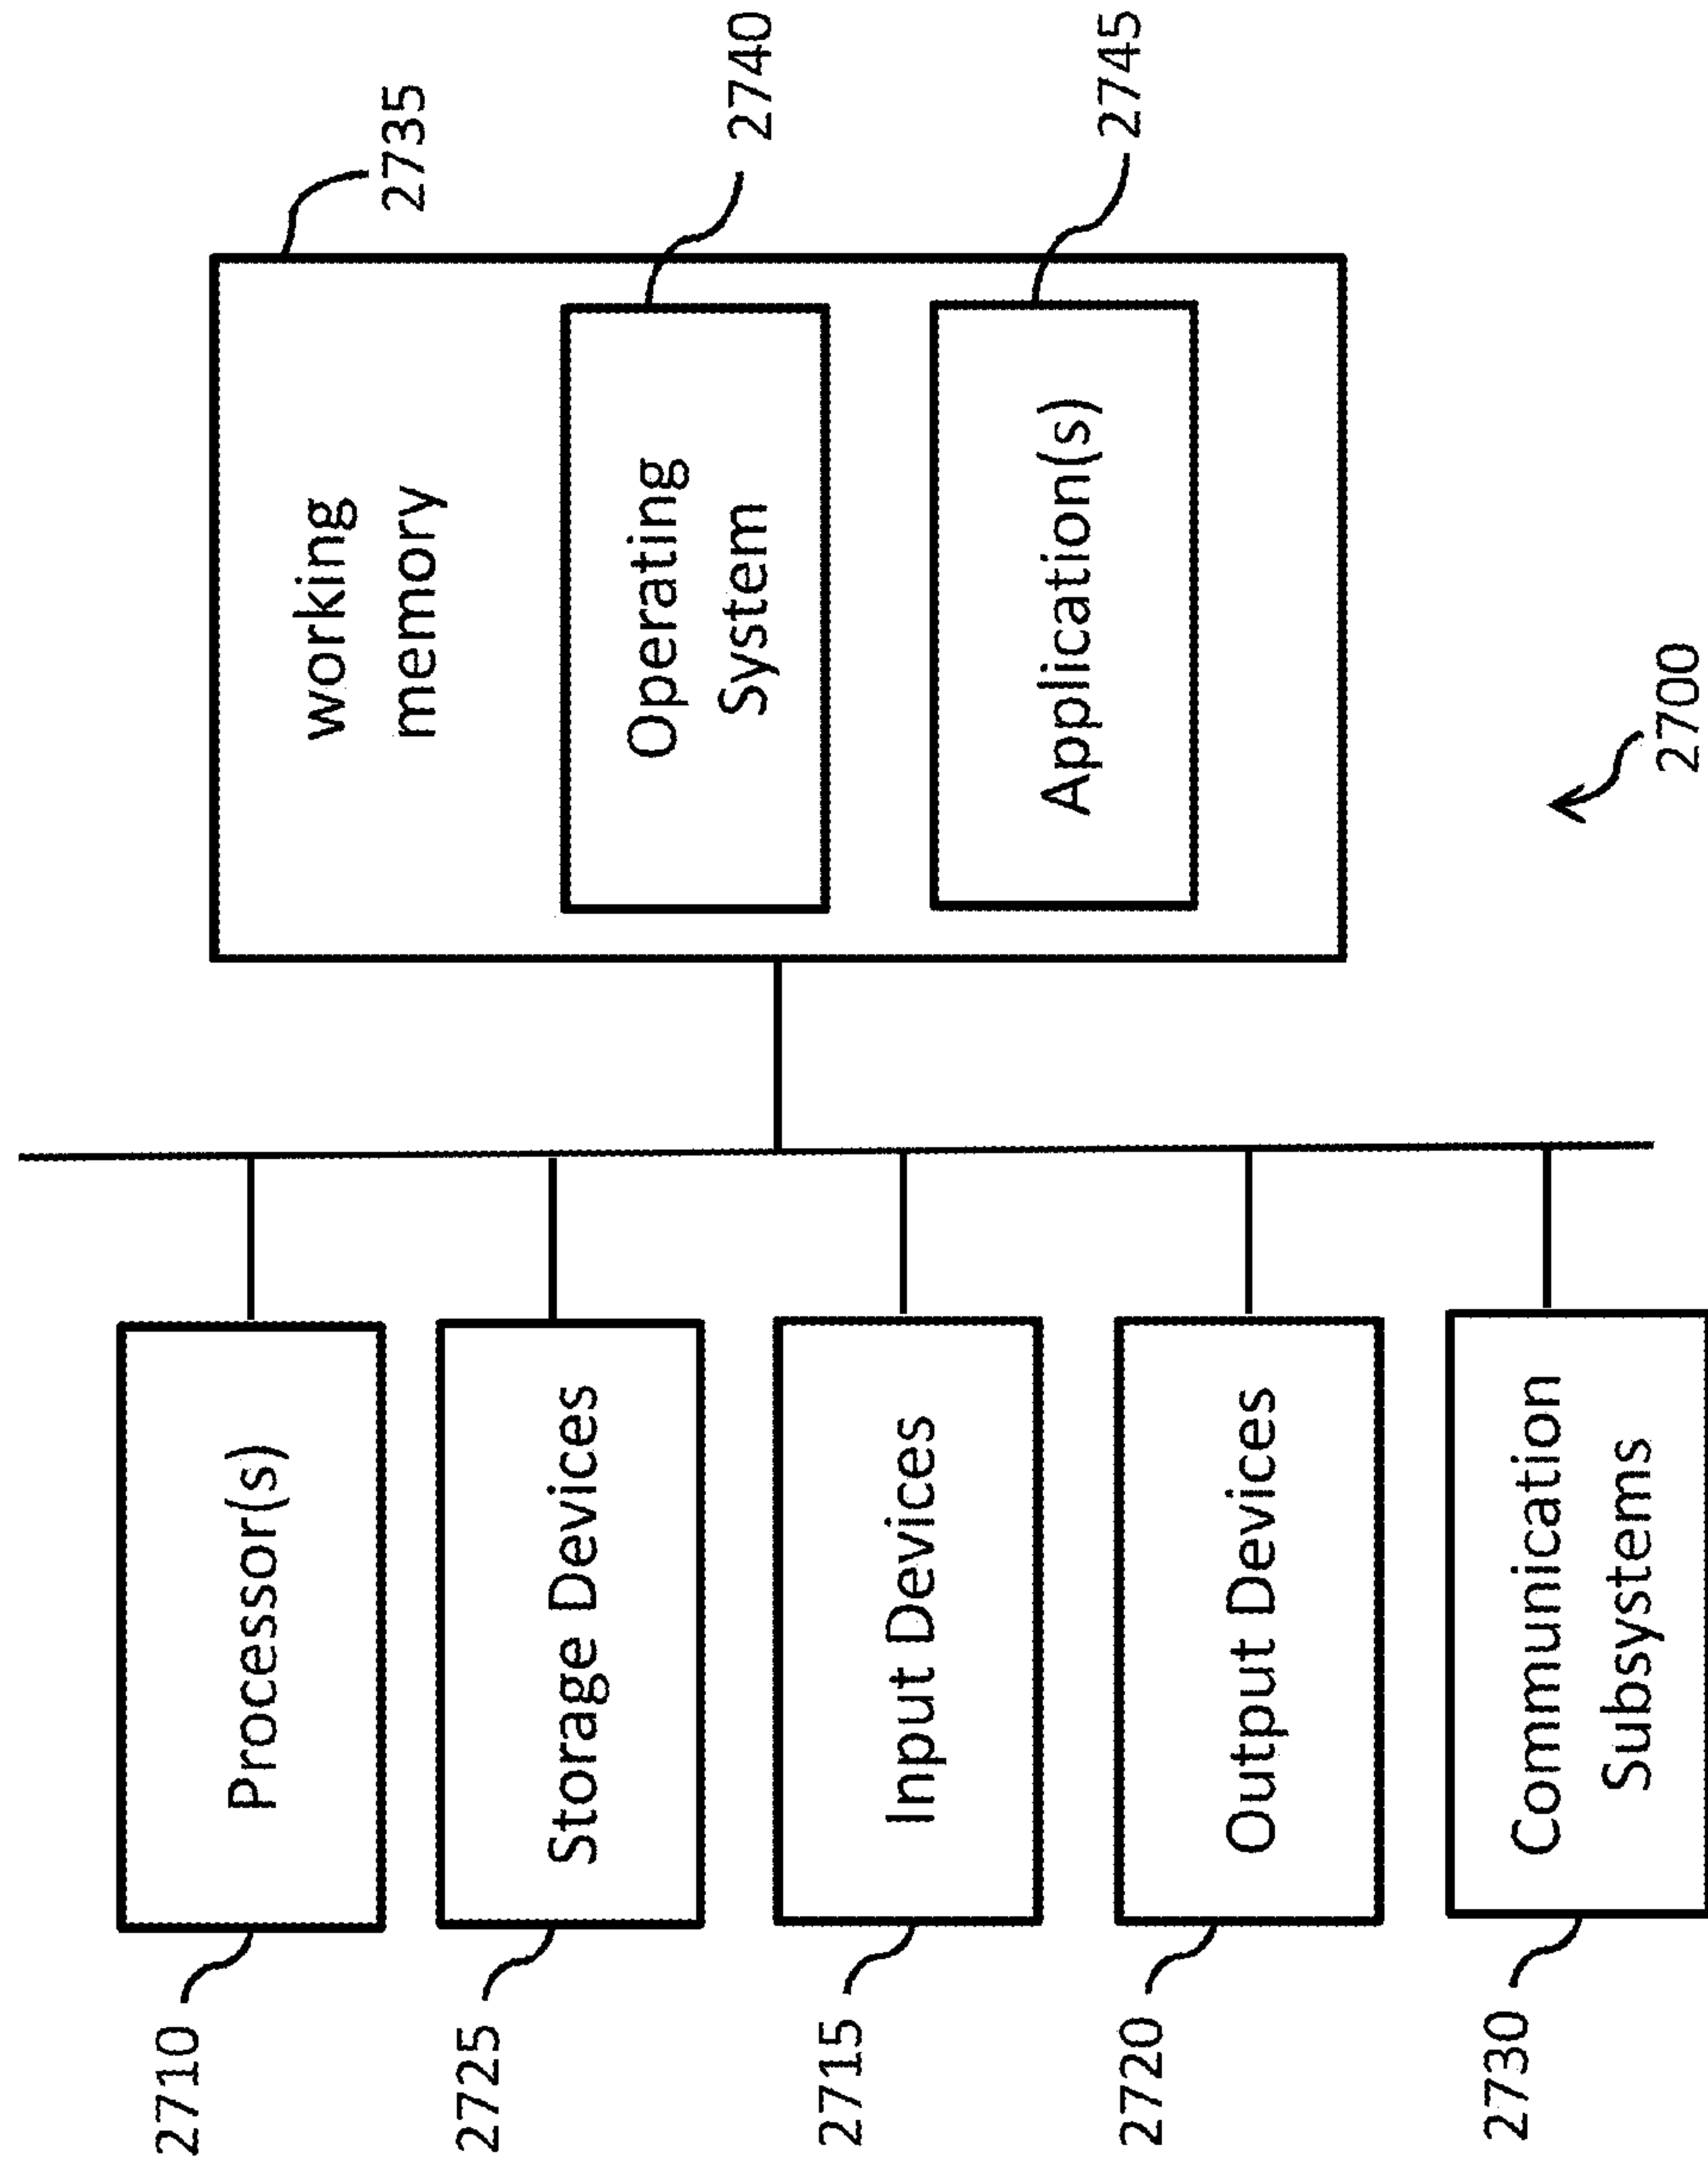 2710
Processor(s)
2725
Storage Devices
2715
Input Devices
2720
Output Devices
2730
Communication
Subsystems
working
memory
2735
Operating
System
2740
Application(s)
2745
2700